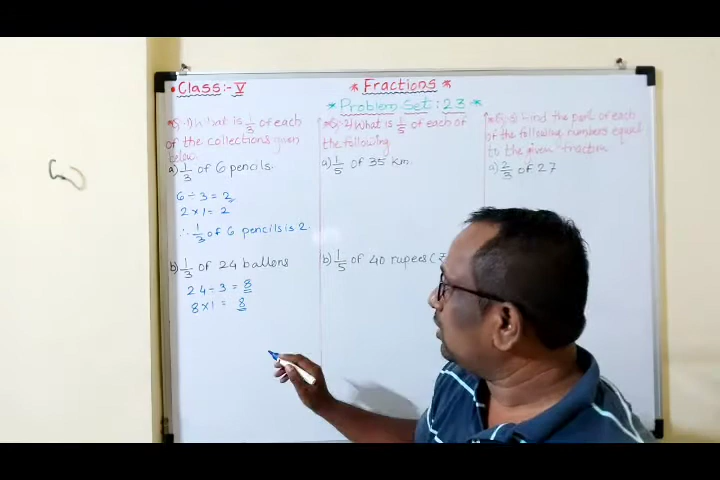 • Class:- V
* Fractions *
* Problem Set: 23 *
Q. 1) What is 1/3 of each
of the collections given
below.
a) 1/3 of 6 pencils.
6 ÷ 3 = 2
2 × 1 = 2
∴ 1/3 of 6 pencils is 2.
b) 1/3 of 24 ballons
24 ÷ 3 = 8
8 × 1 = 8
What is 1/5 of each of
the following
a) 1/5 of 35 km.
b) 1/5 of 40 rupees (
Find the part of each
of the following numbers equal
to the given fraction
a) 2/3 of 27